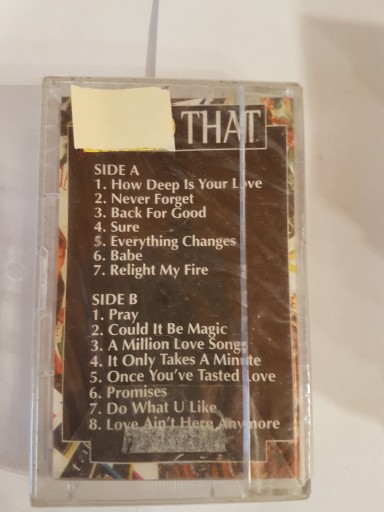 THAT
SIDE A
1. How Deep Is Your Love
2. Never Forget
3. Back For Good
4. Sure
5. Everything Changes
6. Babe
7. Relight My Fire
SIDE B
1. Pray
2. Could It Be Magic
3. A Million Love Songs
4. It Only Takes A Minute
5. Once You've Tasted Love
6. Promises
7. Do What U Like
8. Love Ain't Here Anymore